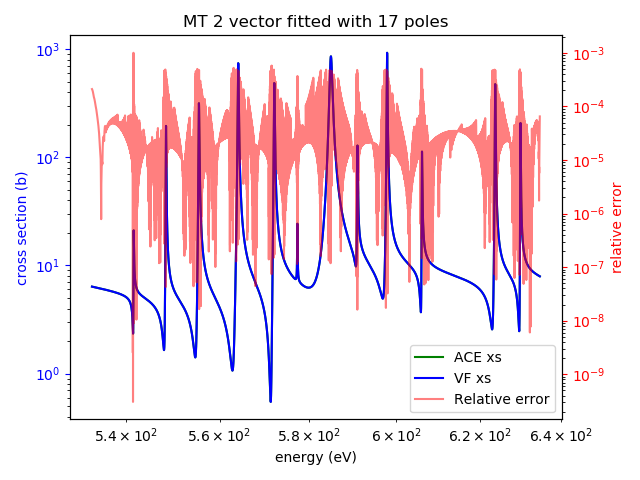 MT 2 vector fitted with 17 poles
10³
10²
10¹
10⁰
cross section (b)
10⁻³
10⁻⁴
10⁻⁵
10⁻⁶
10⁻⁷
10⁻⁸
10⁻⁹
relative error
ACE xs
VF xs
Relative error
5.4 × 10² 5.6 × 10² 5.8 × 10² 6 × 10² 6.2 × 10² 6.4 × 10²
energy (eV)